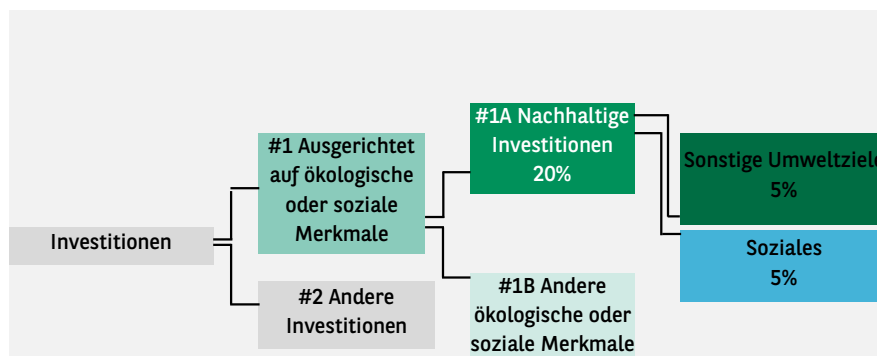 Investitionen
#1 Ausgerichtet
auf ökologische
oder soziale
Merkmale
#2 Andere
Investitionen
#1A Nachhaltige
Investitionen
20%
#1B Andere
ökologische oder
soziale Merkmale
Sonstige Umweltziele
5%
Soziales
5%